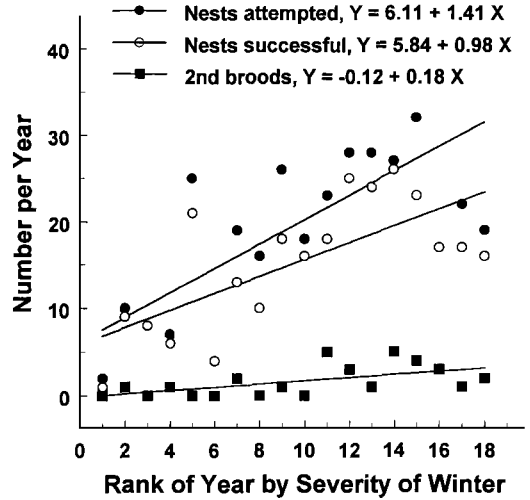 Nests attempted, Y = 6.11 + 1.41 X
Nests successful, Y = 5.84 + 0.98 X
2nd broods, Y = -0.12 + 0.18 X
Number per Year
40
30
20
10
0
0 2 4 6 8 10 12 14 16 18
Rank of Year by Severity of Winter